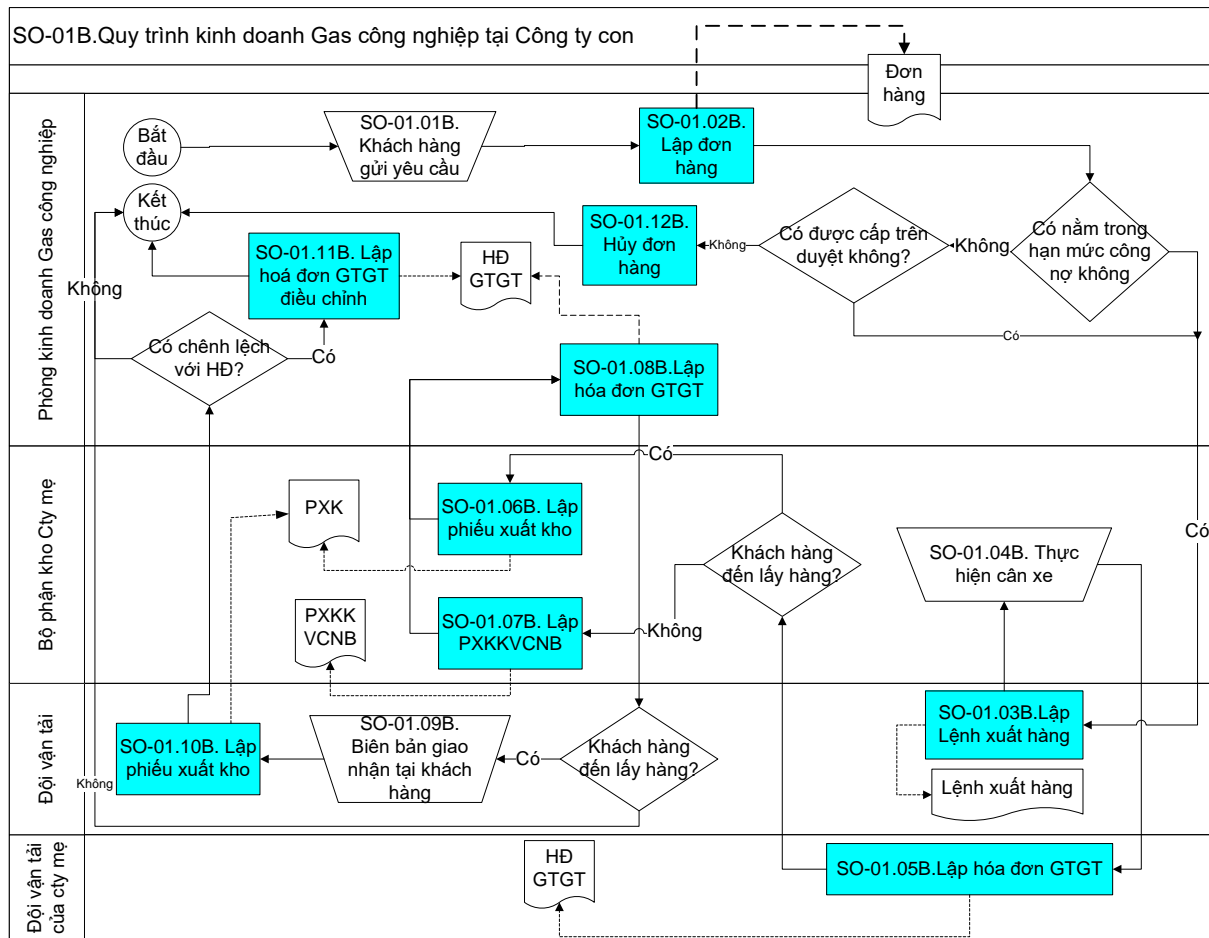 SO-01B.Quy trình kinh doanh Gas công nghiệp tại Công ty con
Đơn
hàng
Phòng kinh doanh Gas công nghiệp
Bắt
đầu
SO-01.01B.
Khách hàng
gửi yêu cầu
SO-01.02B.
Lập đơn
hàng
Kết
thúc
SO-01.12B.
Hủy đơn
hàng
Không
Có được cấp trên
duyệt không?
Không
Có nằm trong
hạn mức công
nợ không
SO-01.11B. Lập
hoá đơn GTGT
điều chỉnh
HĐ
GTGT
Không
Có
Có chênh lệch
với HĐ?
Có
SO-01.08B.Lập
hóa đơn GTGT
Bộ phận kho Cty mẹ
Có
PXK
SO-01.06B. Lập
phiếu xuất kho
Khách hàng
đến lấy hàng?
SO-01.04B. Thực
hiện cân xe
Có
PXKK
VCNB
SO-01.07B. Lập
PXKKVCNB
Không
Đội vận tải
SO-01.10B. Lập
phiếu xuất kho
SO-01.09B.
Biên bản giao
nhận tại khách
hàng
Có
Khách hàng
đến lấy hàng?
SO-01.03B.Lập
Lệnh xuất hàng
Không
Lệnh xuất hàng
Đội vận tải
của cty mẹ
HĐ
GTGT
SO-01.05B.Lập hóa đơn GTGT